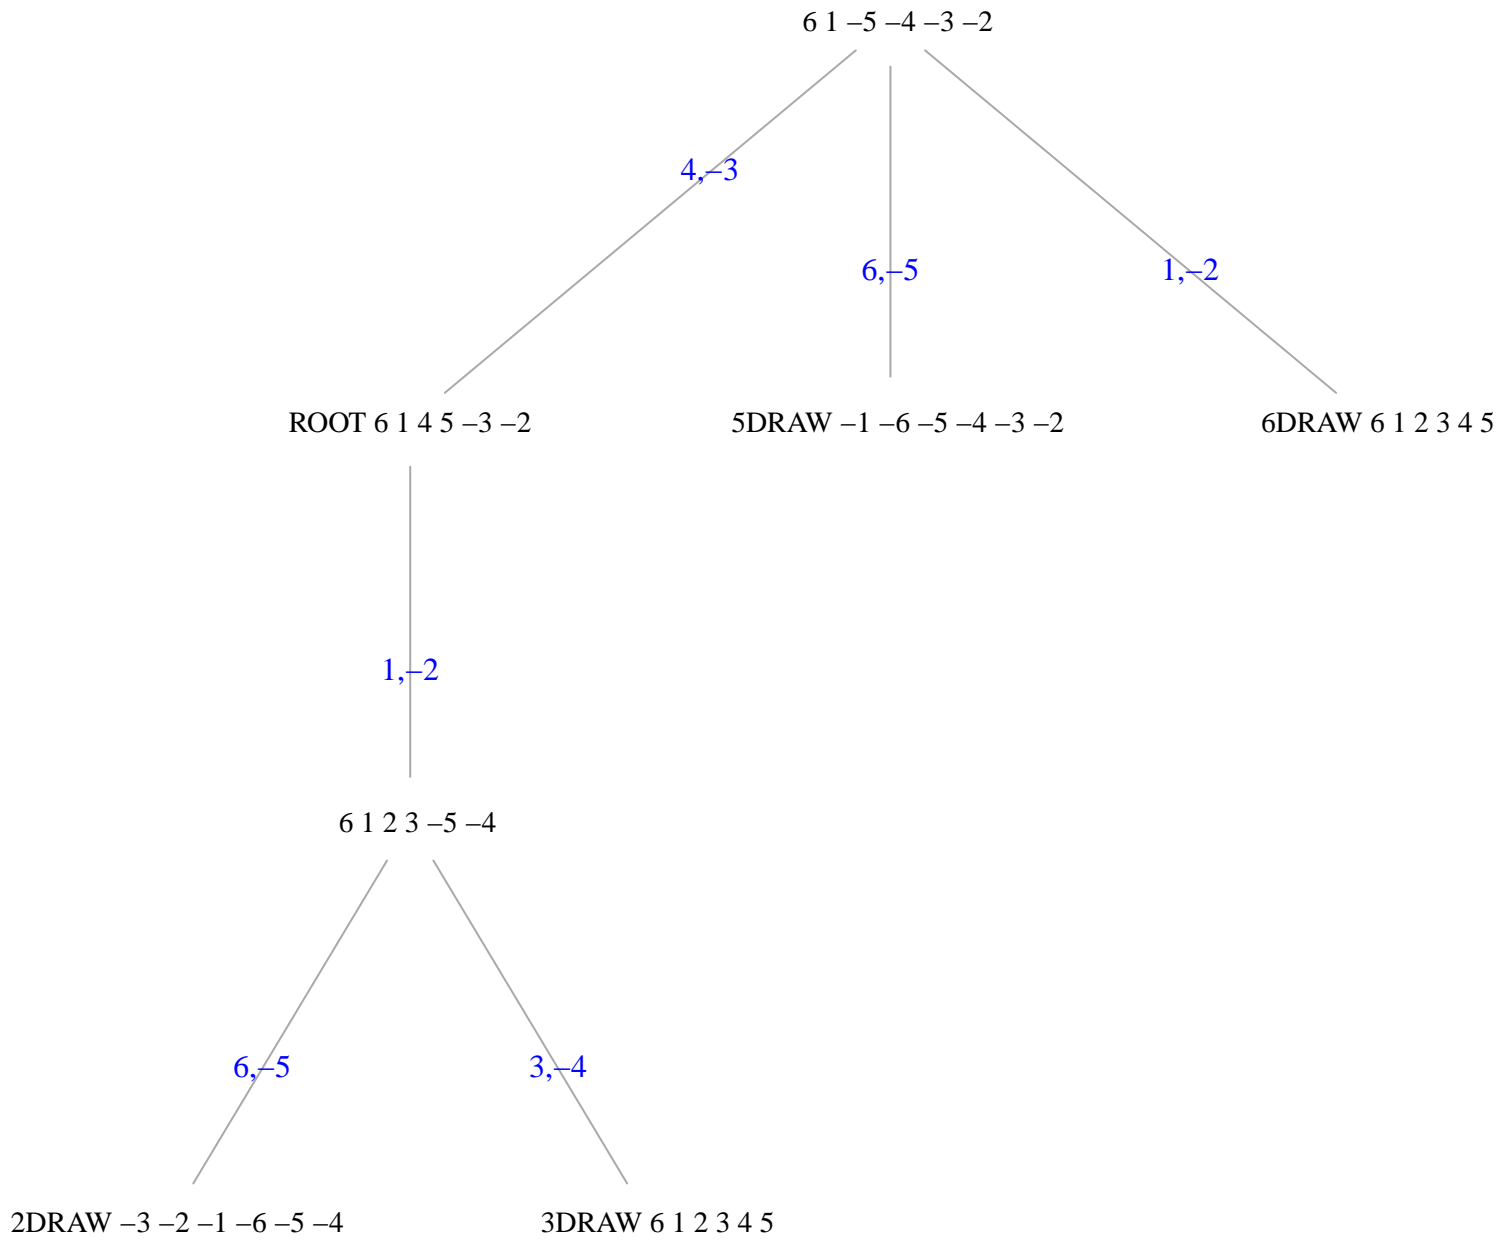 6 1 –5 –4 –3 –2
4,–3
6,–5
1,–2
ROOT 6 1 4 5 –3 –2
5DRAW –1 –6 –5 –4 –3 –2
6DRAW 6 1 2 3 4 5
1,–2
6 1 2 3 –5 –4
6,–5
3,–4
2DRAW –3 –2 –1 –6 –5 –4
3DRAW 6 1 2 3 4 5